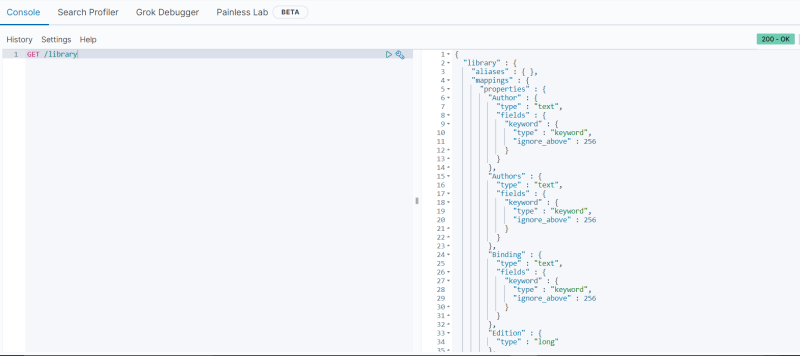 Console Search Profiler Grok Debugger Painless Lab BETA
History Settings Help 200 - OK
1 GET /library
1 {
2 "library" : {
3 "aliases" : { },
4 "mappings" : {
5 "properties" : {
6 "Author" : {
7 "type" : "text",
8 "fields" : {
9 "keyword" : {
10 "type" : "keyword",
11 "ignore_above" : 256
12 }
13 }
14 },
15 "Authors" : {
16 "type" : "text",
17 "fields" : {
18 "keyword" : {
19 "type" : "keyword",
20 "ignore_above" : 256
21 }
22 }
23 },
24 "Binding" : {
25 "type" : "text",
26 "fields" : {
27 "keyword" : {
28 "type" : "keyword",
29 "ignore_above" : 256
30 }
31 }
32 },
33 "Edition" : {
34 "type" : "long"
35 },